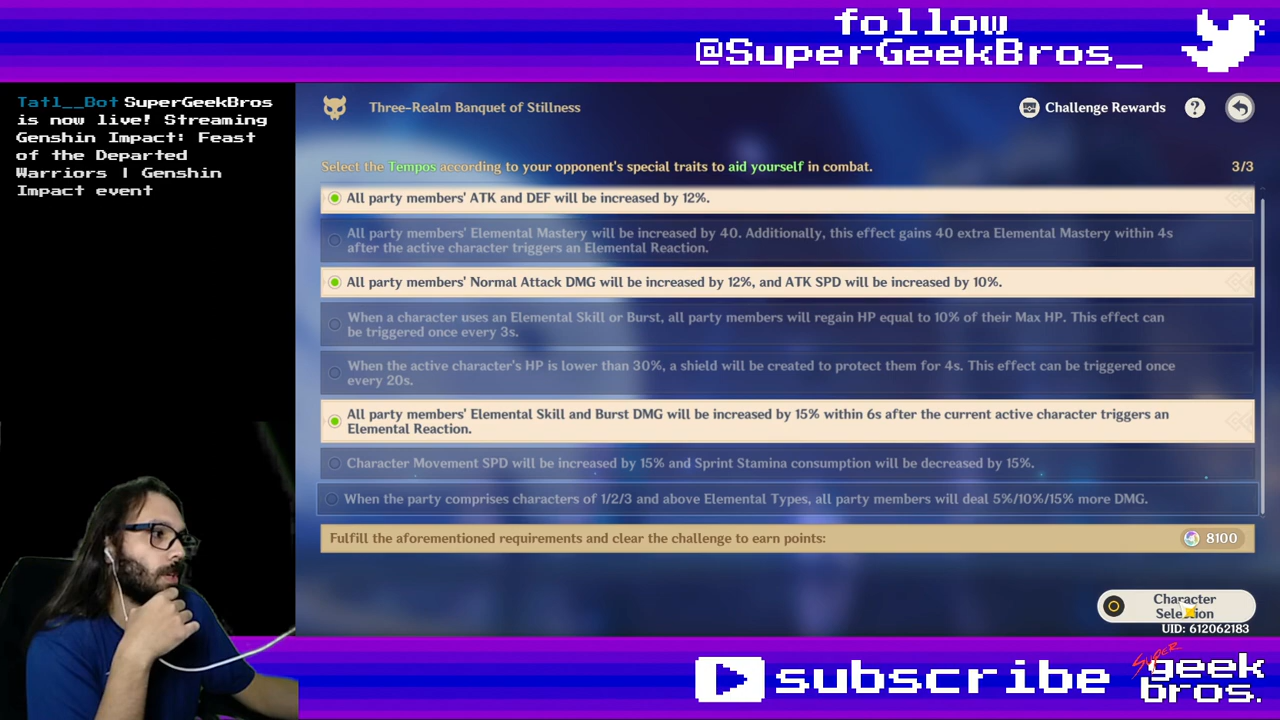 follow
@SuperGeekBros_
Tatl__Bot SuperGeekBros
is now live! Streaming
Genshin Impact: Feast
of the Departed
Warriors | Genshin
Impact event
Three-Realm Banquet of Stillness
Challenge Rewards
?
Select the Tempos according to your opponent's special traits to aid yourself in combat.
3/3
All party members' ATK and DEF will be increased by 12%.
All party members' Elemental Mastery will be increased by 40. Additionally, this effect gains 40 extra Elemental Mastery within 4s
after the active character triggers an Elemental Reaction.
All party members' Normal Attack DMG will be increased by 12%, and ATK SPD will be increased by 10%.
When a character uses an Elemental Skill or Burst, all party members will regain HP equal to 10% of their Max HP. This effect can
be triggered once every 3s.
When the active character's HP is lower than 30%, a shield will be created to protect them for 4s. This effect can be triggered once
every 20s.
All party members' Elemental Skill and Burst DMG will be increased by 15% within 6s after the current active character triggers an
Elemental Reaction.
Character Movement SPD will be increased by 15% and Sprint Stamina consumption will be decreased by 15%.
When the party comprises characters of 1/2/3 and above Elemental Types, all party members will deal 5%/10%/15% more DMG.
Fulfill the aforementioned requirements and clear the challenge to earn points:
8100
Character
Selection
UID: 612062183
subscribe
SUPER
geek
bros.